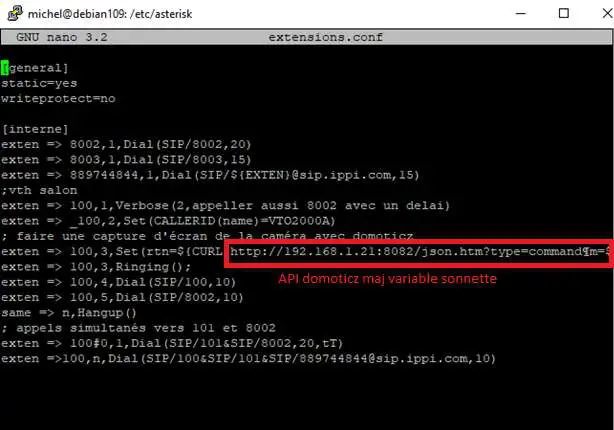 michel@debian109: /etc/asterisk
GNU nano 3.2 extensions.conf
[general]
static=yes
writeprotect=no
[interne]
exten => 8002,1,Dial(SIP/8002,20)
exten => 8003,1,Dial(SIP/8003,15)
exten => 889744844,1,Dial(SIP/${EXTEN}@sip.ippi.com,15)
;vth salon
exten => 100,1,Verbose(2,appeller aussi 8002 avec un delai)
exten => _100,2,Set(CALLERID(name)=VTO2000A)
; faire une capture d'écran de la caméra avec domoticz
exten => 100,3,Set(rtn=${CURL http://192.168.1.21:8082/json.htm?type=command¶m=$
exten => 100,3,Ringing();
API domoticz maj variable sonnette
exten => 100,4,Dial(SIP/100,10)
exten => 100,5,Dial(SIP/8002,10)
same => n,Hangup()
; appels simultanés vers 101 et 8002
exten => 100#0,1,Dial(SIP/101&SIP/8002,20,tT)
exten =>100,n,Dial(SIP/100&SIP/101&SIP/889744844@sip.ippi.com,10)